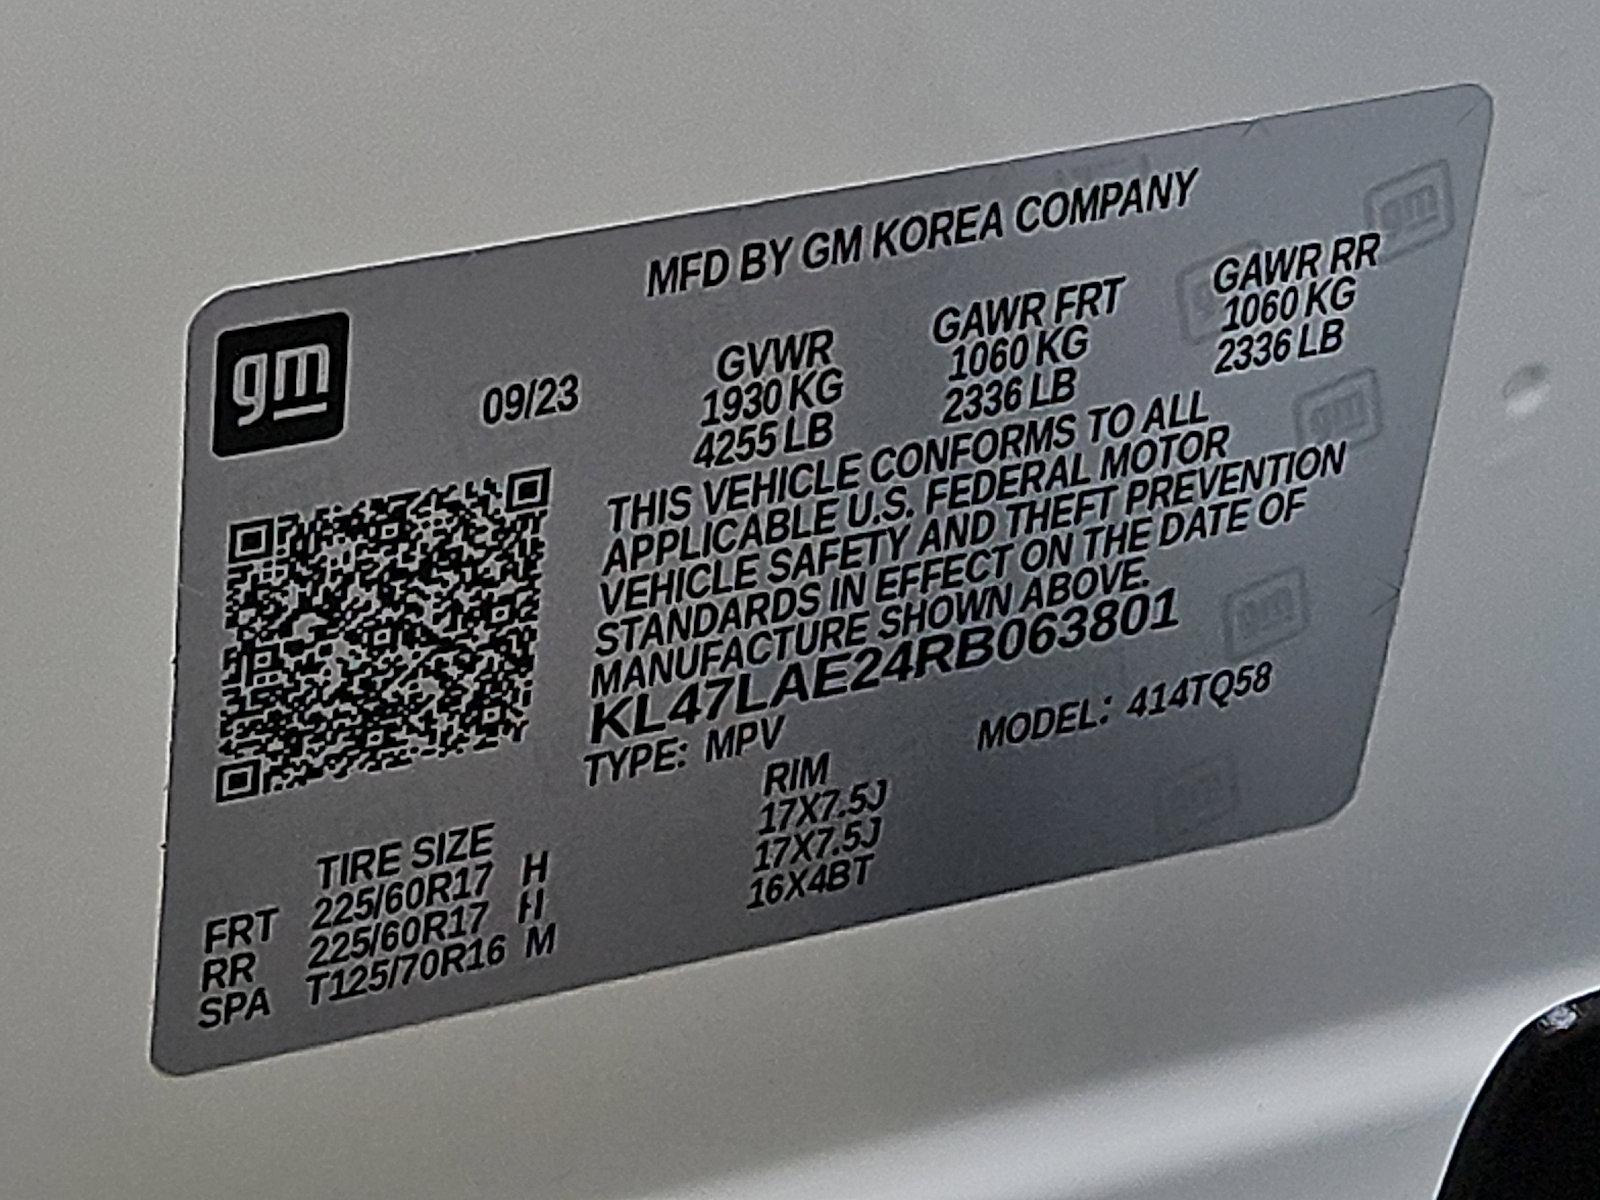 MFD BY GM KOREA COMPANY
gm
09/23
GVWR
1930 KG
4255 LB
GAWR FRT
1060 KG
2336 LB
GAWR RR
1060 KG
2336 LB
THIS VEHICLE CONFORMS TO ALL
APPLICABLE U.S. FEDERAL MOTOR
VEHICLE SAFETY AND THEFT PREVENTION
STANDARDS IN EFFECT ON THE DATE OF
MANUFACTURE SHOWN ABOVE.
KL47LAE24RB063801
TYPE: MPV MODEL: 414TQ58
TIRE SIZE RIM
FRT 225/60R17 H 17X7.5J
RR 225/60R17 H 17X7.5J
SPA T125/70R16 M 16X4BT
gm
gm
gm